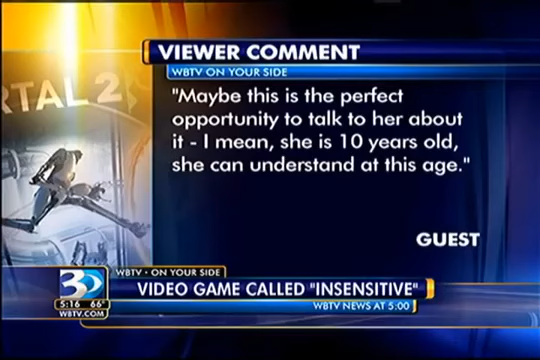 RTAL 2
VIEWER COMMENT
WBTV ON YOUR SIDE
"Maybe this is the perfect
opportunity to talk to her about
it - I mean, she is 10 years old,
she can understand at this age."
GUEST
WBTV • ON YOUR SIDE
3
VIDEO GAME CALLED "INSENSITIVE"
5:16 66°
WBTV NEWS AT 5:00
WBTV.COM